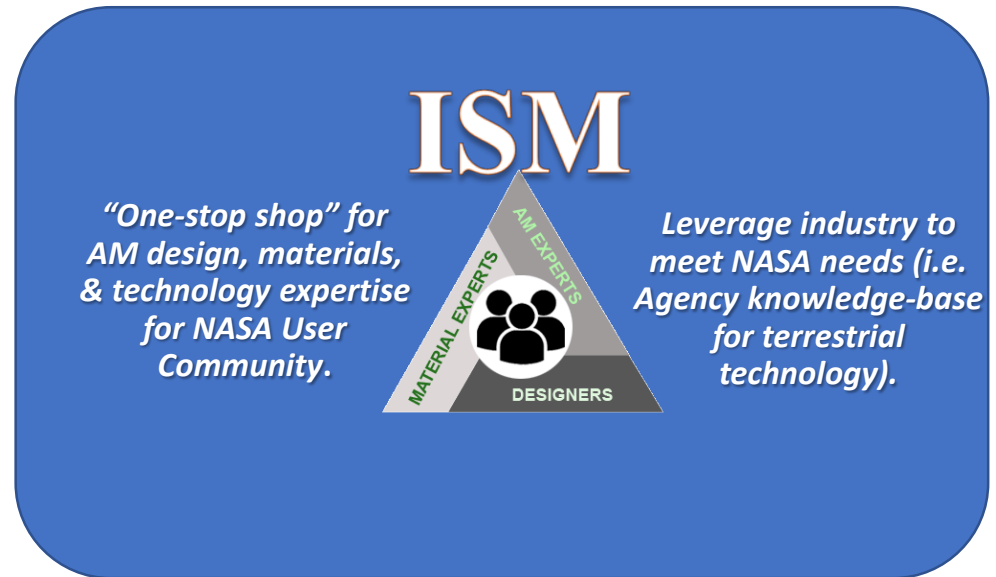 ISM
“One-stop shop” for
AM design, materials,
& technology expertise
for NASA User
Community.
AM EXPERTS
MATERIAL EXPERTS
DESIGNERS
Leverage industry to
meet NASA needs (i.e.
Agency knowledge-base
for terrestrial
technology).